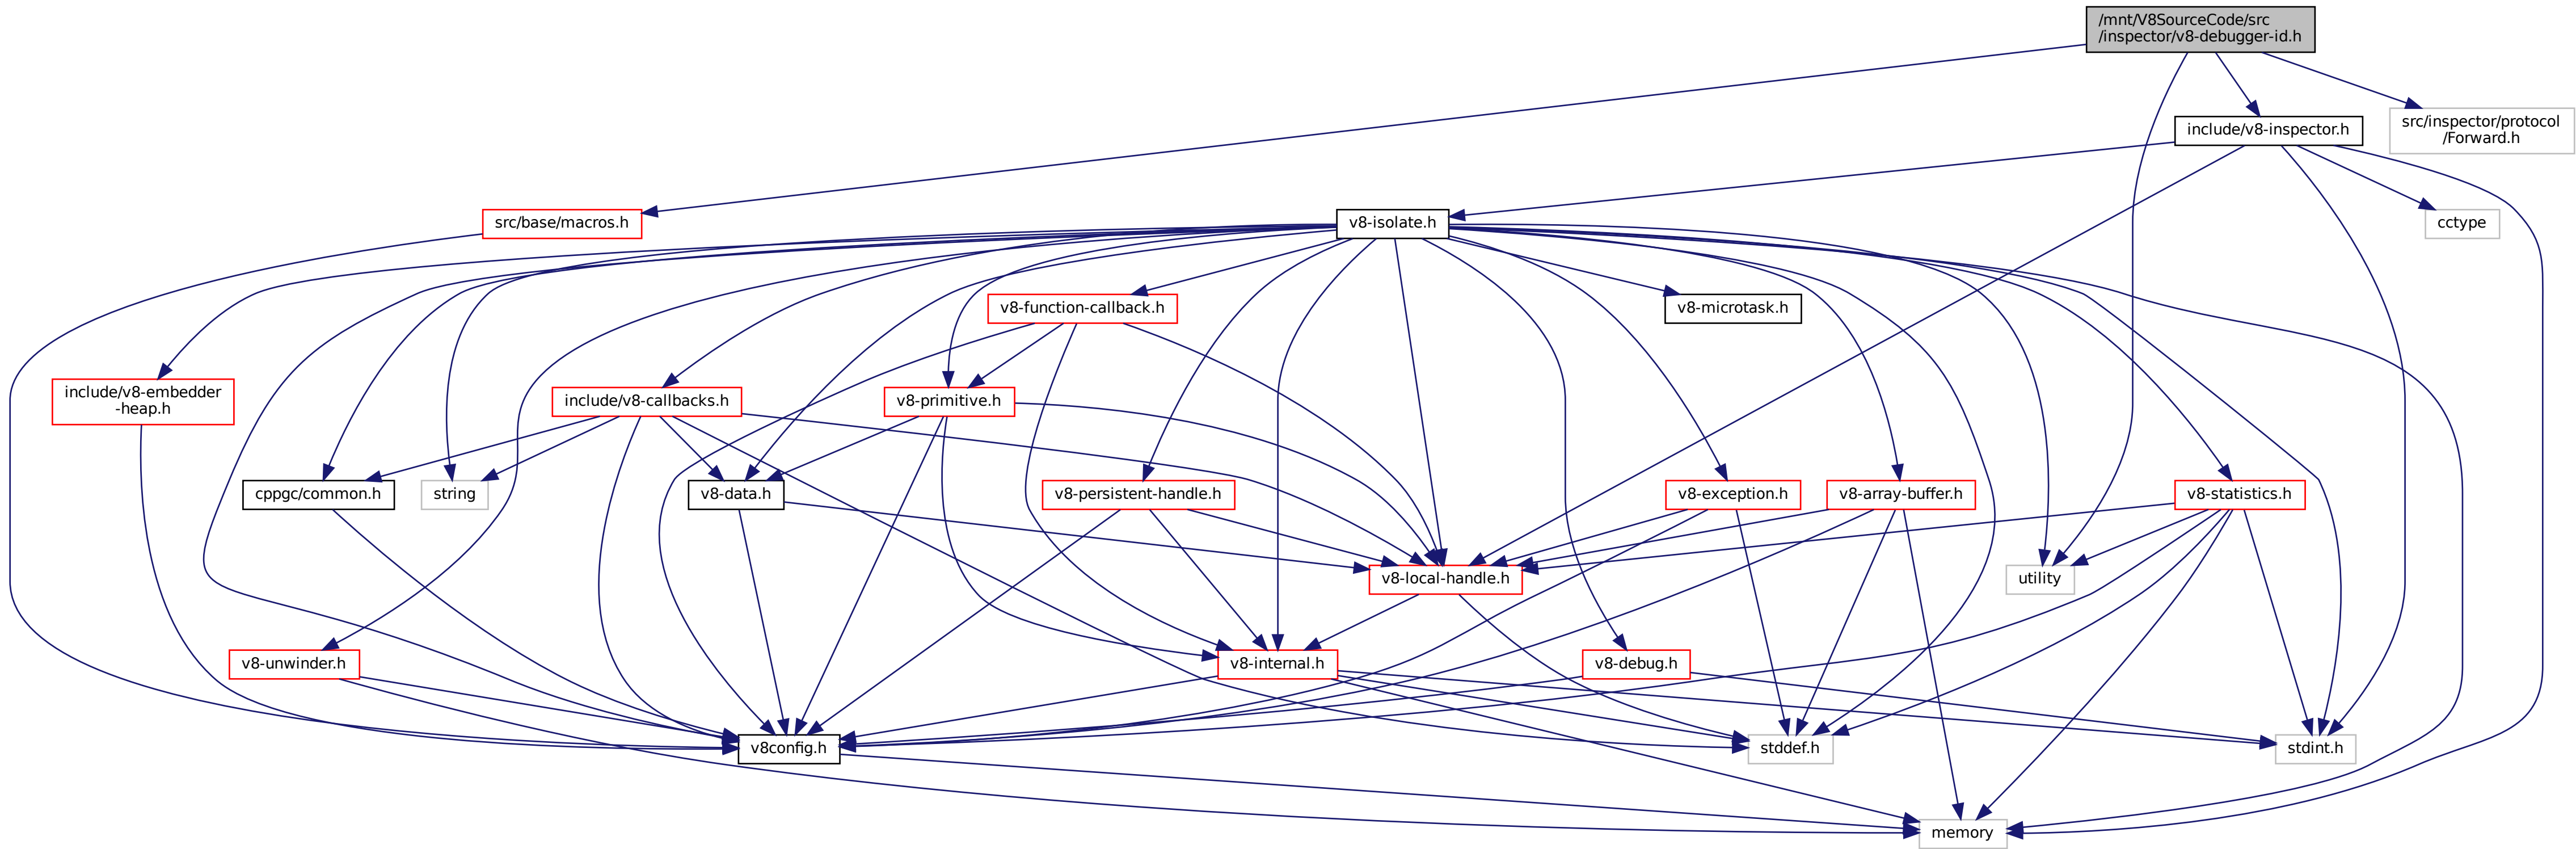 /mnt/V8SourceCode/src
/inspector/v8-debugger-id.h
src/inspector/protocol
/Forward.h
include/v8-inspector.h
src/base/macros.h
v8-isolate.h
cctype
v8-function-callback.h
v8-microtask.h
include/v8-embedder
-heap.h
include/v8-callbacks.h
v8-primitive.h
cppgc/common.h
string
v8-data.h
v8-persistent-handle.h
v8-exception.h
v8-array-buffer.h
v8-statistics.h
v8-local-handle.h
utility
v8-unwinder.h
v8-internal.h
v8-debug.h
v8config.h
stddef.h
stdint.h
memory